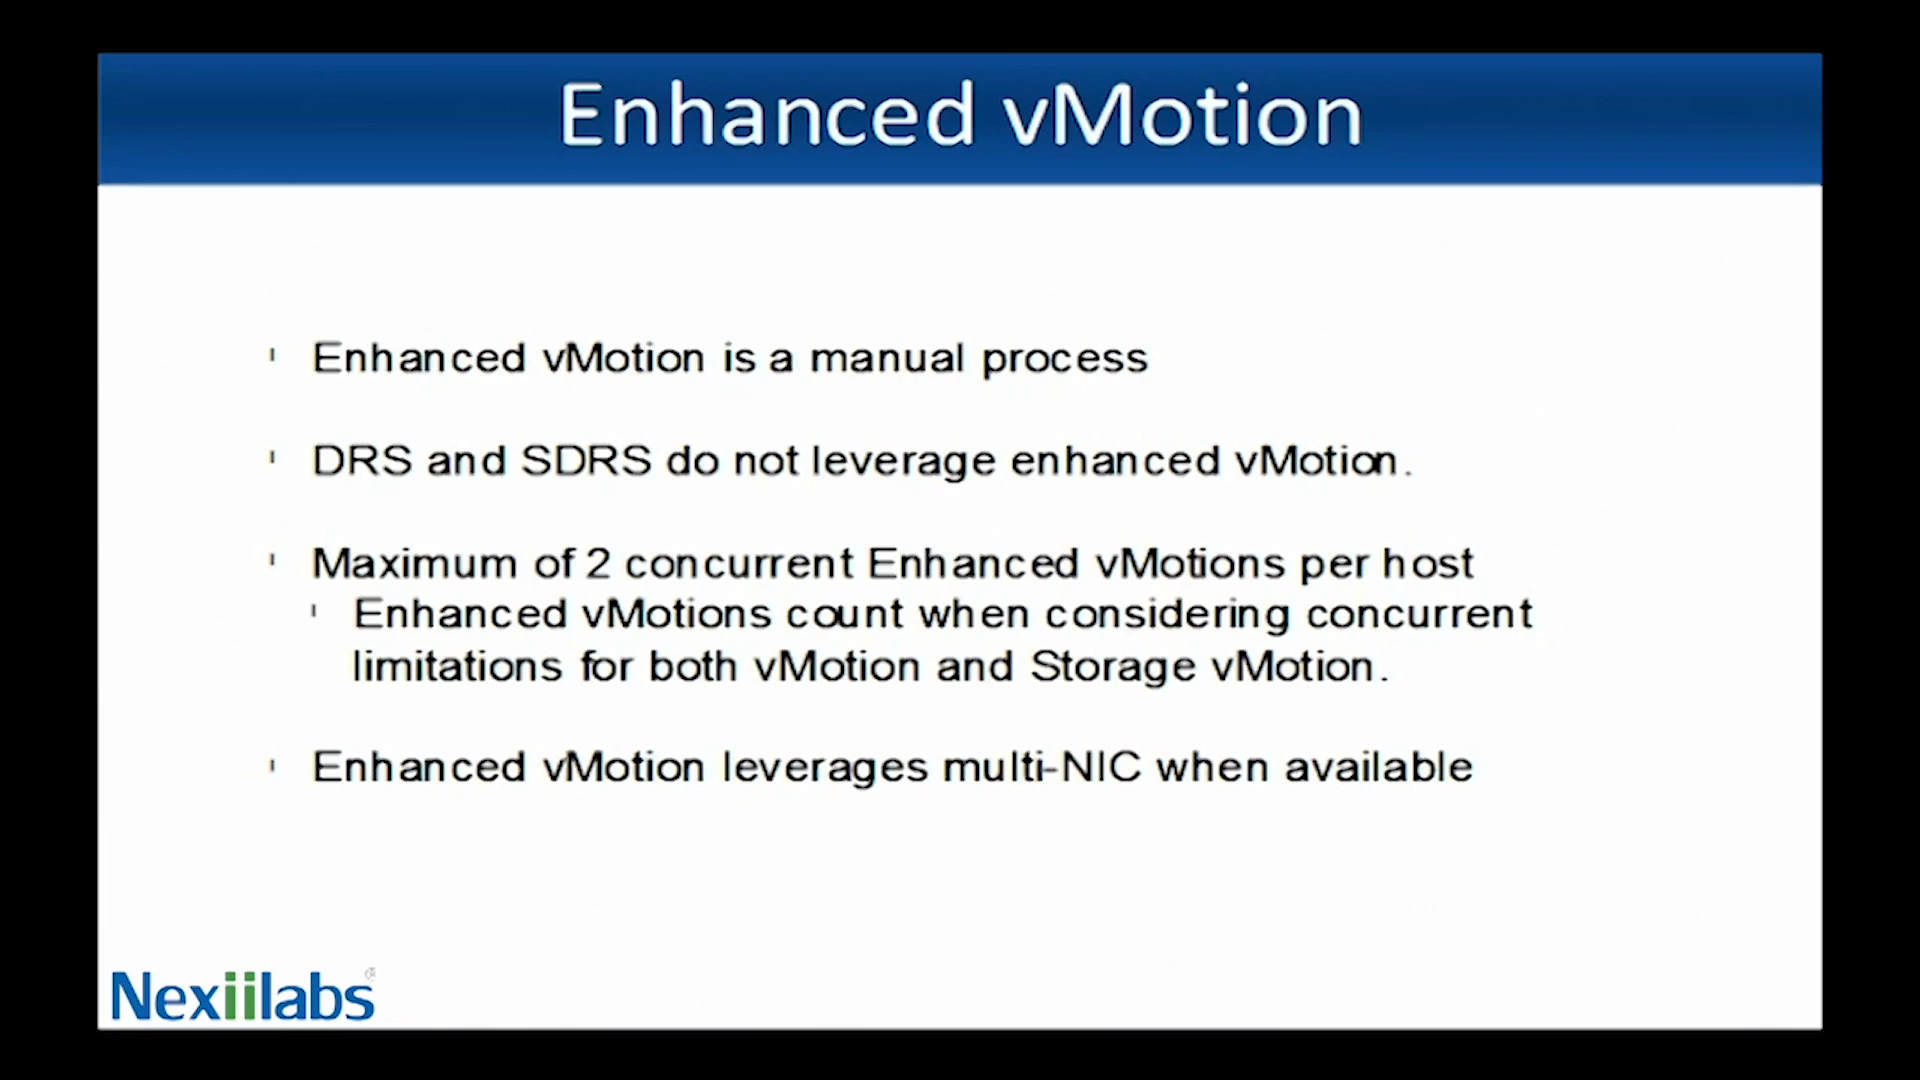 Enhanced vMotion
Enhanced vMotion is a manual process
DRS and SDRS do not leverage enhanced vMotion.
Maximum of 2 concurrent Enhanced vMotions per host
Enhanced vMotions count when considering concurrent
limitations for both vMotion and Storage vMotion.
Enhanced vMotion leverages multi-NIC when available
Nexiilabs